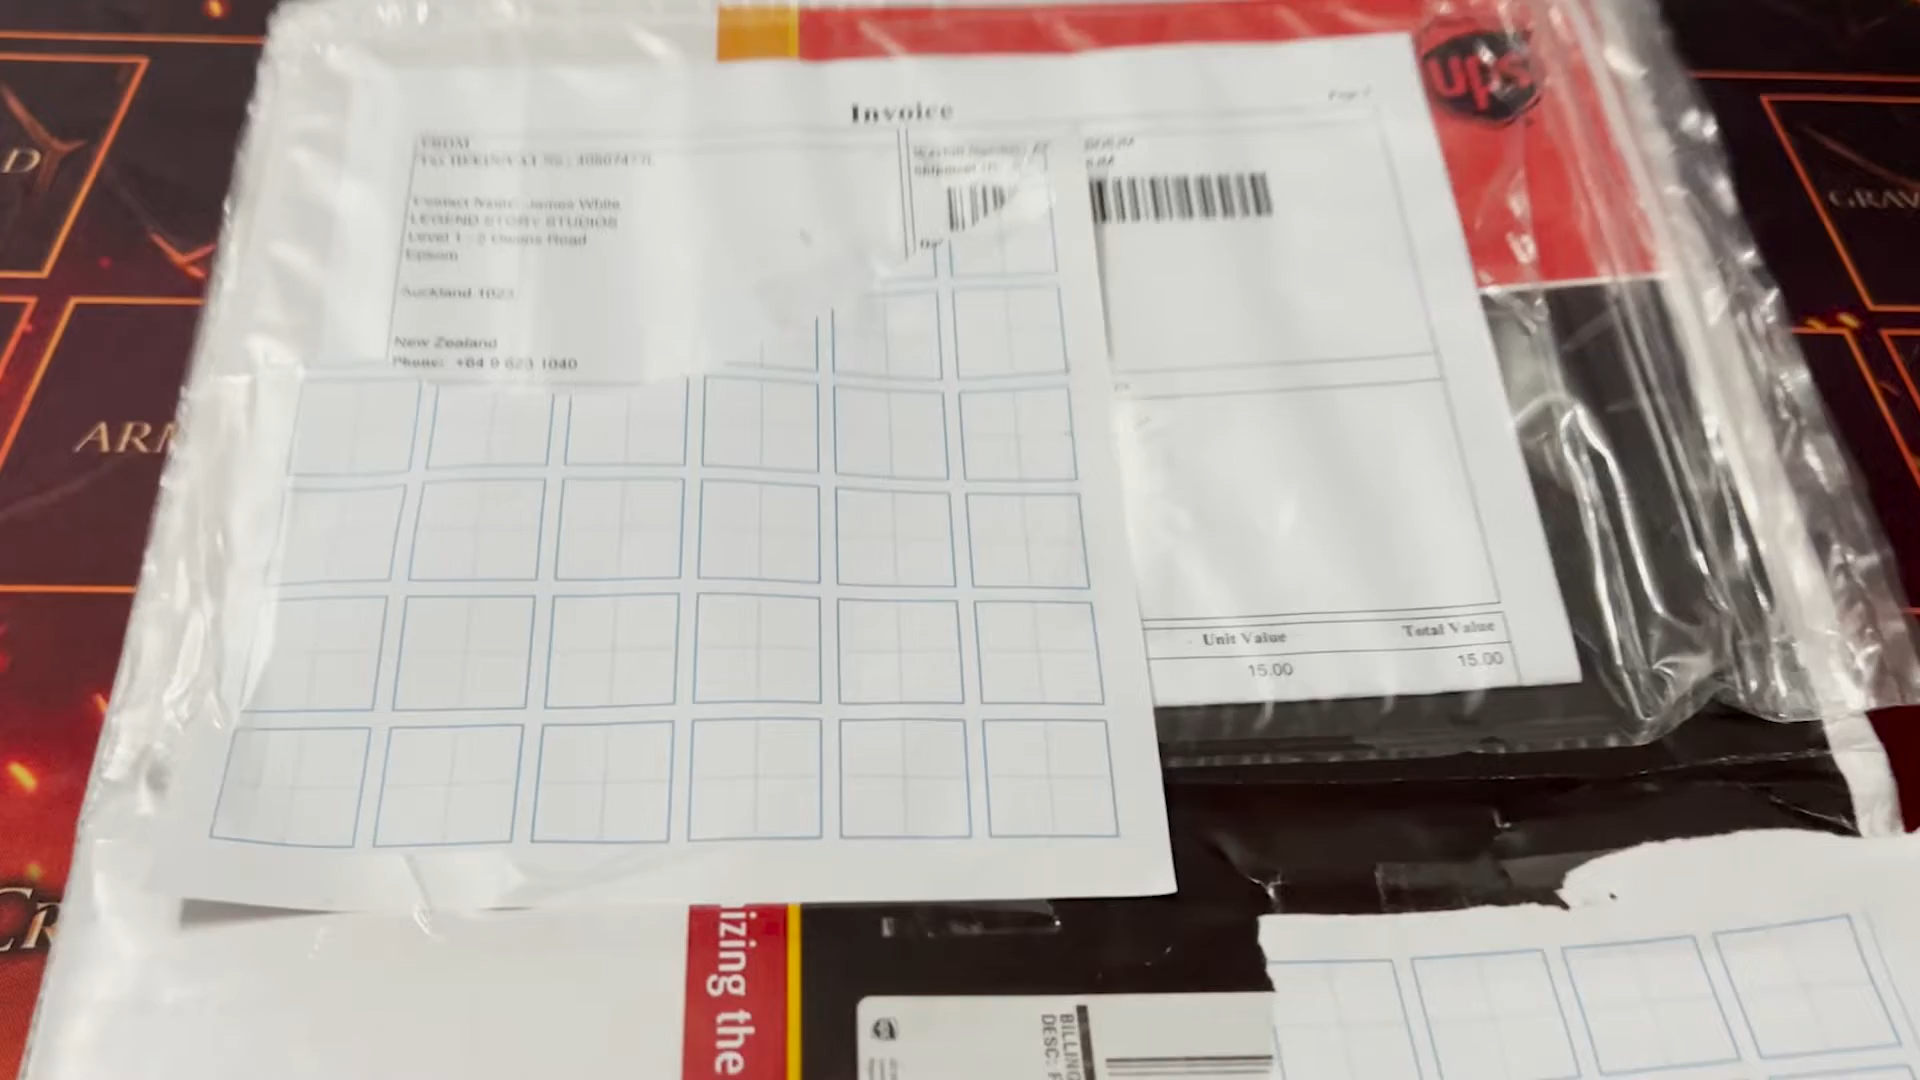 ups
Invoice
Page
FROM
Contact Name: James White
LEGEND STORY STUDIOS
Level 1 - 2 Owens Road
Epsom
Auckland 1023
New Zealand
Phone: +64 9 623 1040
Unit Value
Total Value
15.00
15.00
izing the
BILLING
DESC:
D
ARM
GRAV
CR